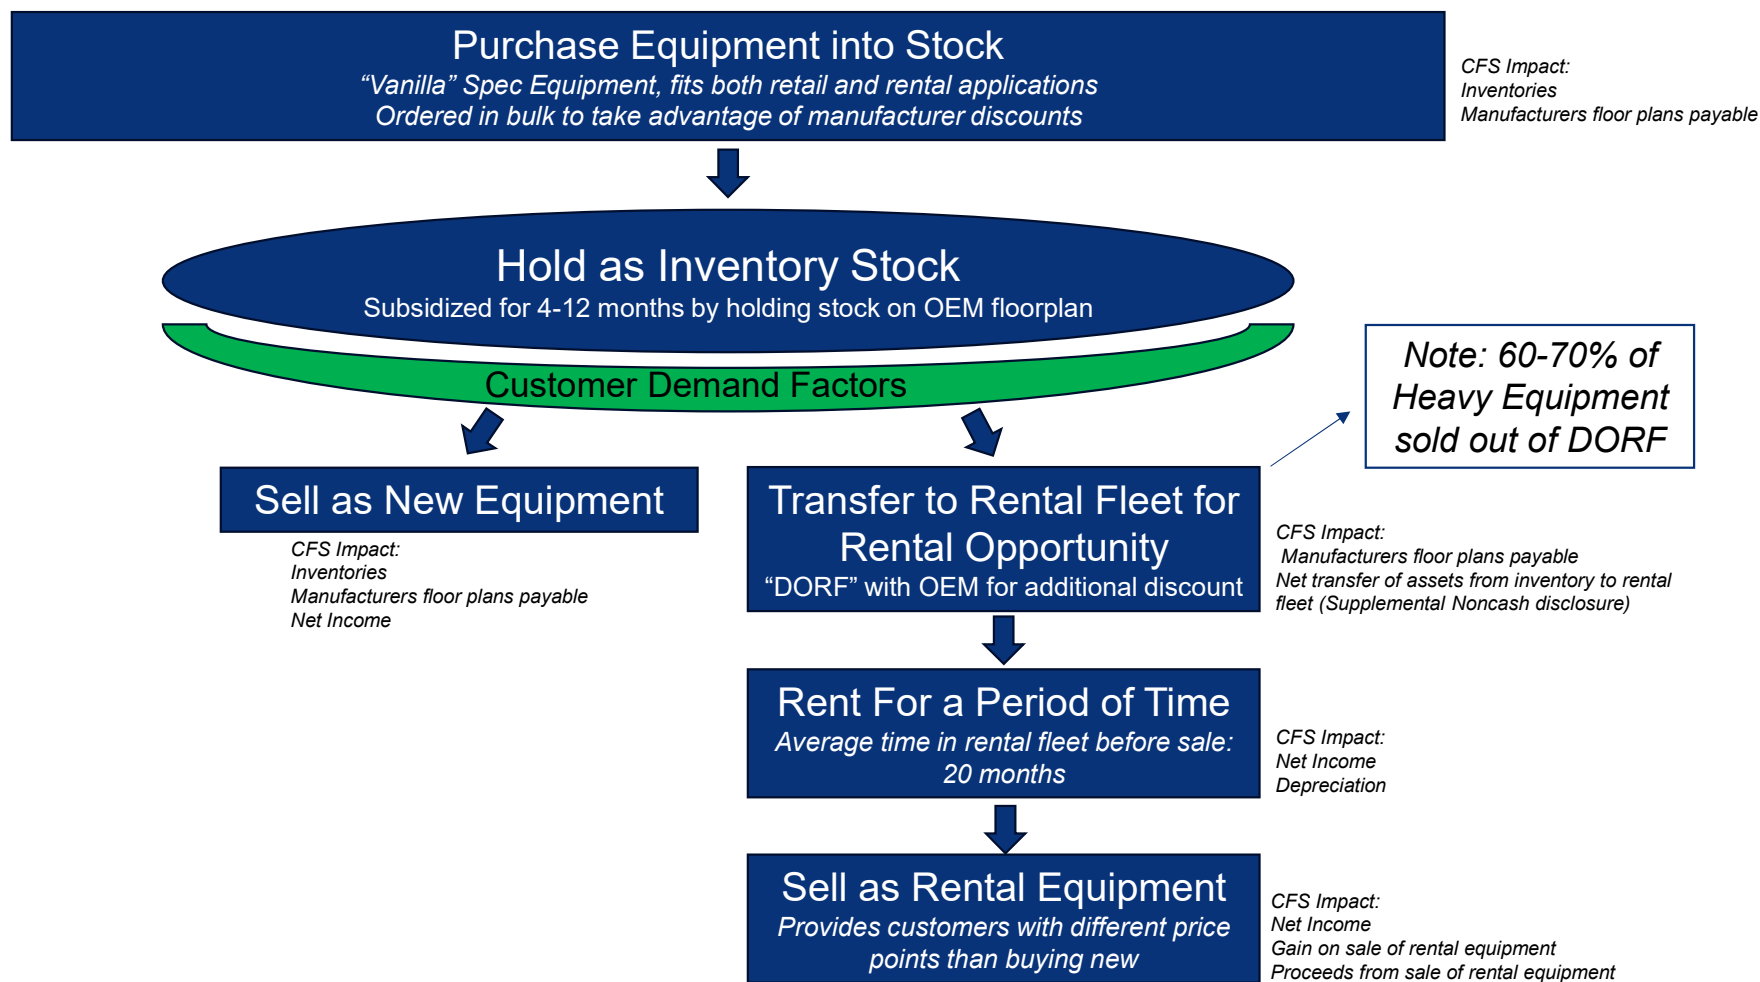 Purchase Equipment into Stock
“Vanilla” Spec Equipment, fits both retail and rental applications
Ordered in bulk to take advantage of manufacturer discounts
CFS Impact:
Inventories
Manufacturers floor plans payable
Hold as Inventory Stock
Subsidized for 4-12 months by holding stock on OEM floorplan
Customer Demand Factors
Note: 60-70% of
Heavy Equipment
sold out of DORF
Sell as New Equipment
CFS Impact:
Inventories
Manufacturers floor plans payable
Net Income
Transfer to Rental Fleet for
Rental Opportunity
“DORF” with OEM for additional discount
CFS Impact:
Manufacturers floor plans payable
Net transfer of assets from inventory to rental
fleet (Supplemental Noncash disclosure)
Rent For a Period of Time
Average time in rental fleet before sale:
20 months
CFS Impact:
Net Income
Depreciation
Sell as Rental Equipment
Provides customers with different price
points than buying new
CFS Impact:
Net Income
Gain on sale of rental equipment
Proceeds from sale of rental equipment